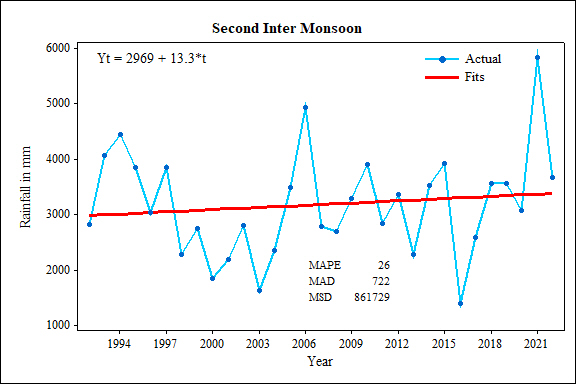 Second Inter Monsoon
Yt = 2969 + 13.3*t
Actual
Fits
6000
5000
4000
3000
2000
1000
Rainfall in mm
MAPE 26
MAD 722
MSD 861729
1994 1997 2000 2003 2006 2009 2012 2015 2018 2021
Year